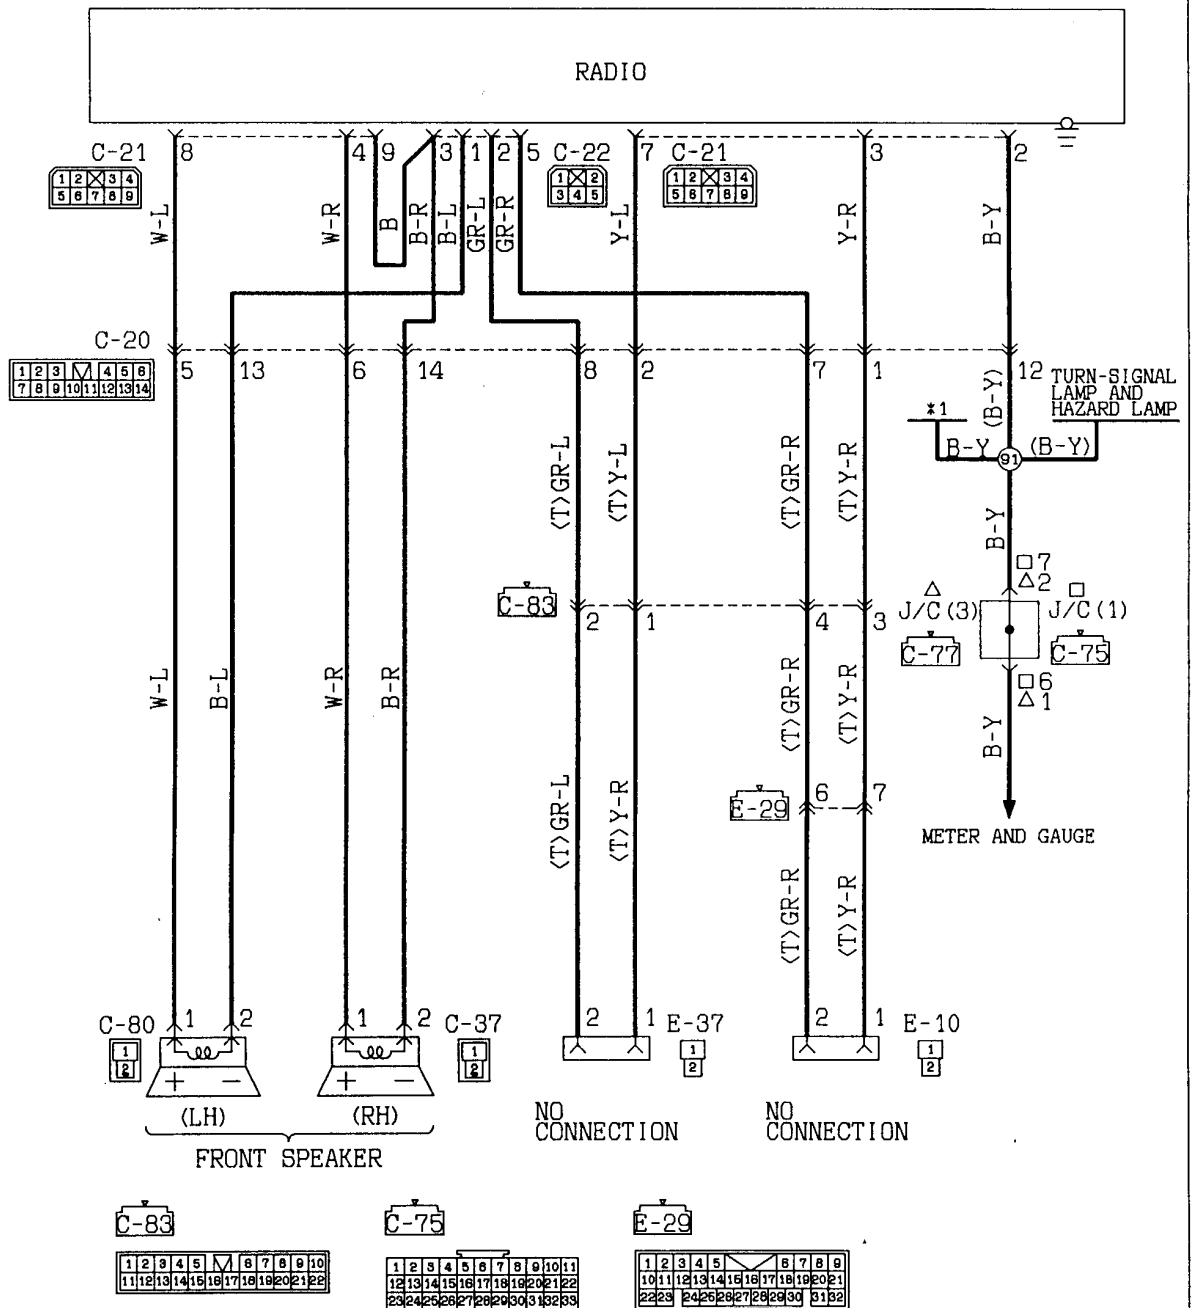 RADIO
8 4 9 3 1 2 5 7 3 2
C-21 C-22 C-21
1 2 3 4
5 6 7 8 9
1 2
3 4 5
1 2 3 4
5 6 7 8 9
W-L W-R B B-R B-L GR-L GR-R Y-L Y-R B-Y
C-20
1 2 3 4 5 6
7 8 9 10 11 12 13 14
5 13 6 14 8 2 7 1 12
TURN-SIGNAL
LAMP AND
HAZARD LAMP
(B-Y)
*1
B-Y 91 (B-Y)
<T>GR-L <T>Y-L <T>GR-R <T>Y-R B-Y
□7
△2
△ □
J/C(3) J/C(1)
C-83
2 1 4 3
C-77 C-75
□6
△1
W-L B-L W-R B-R <T>GR-R <T>Y-R B-Y
E-29
6 7
<T>GR-L <T>Y-R
METER AND GAUGE
<T>GR-R <T>Y-R
C-80 1 2 1 2 C-37 2 1 E-37 2 1 E-10
1
2
1
2
1
2
1
2
+ − + −
(LH) (RH)
FRONT SPEAKER
NO
CONNECTION
NO
CONNECTION
C-83 C-75 E-29
1 2 3 4 5 6 7 8 9 10
11 12 13 14 15 16 17 18 19 20 21 22
1 2 3 4 5 6 7 8 9 10 11
12 13 14 15 16 17 18 19 20 21 22
23 24 25 26 27 28 29 30 31 32 33
1 2 3 4 5 6 7 8 9
10 11 12 13 14 15 16 17 18 19 20 21
22 23 24 25 26 27 28 29 30 31 32